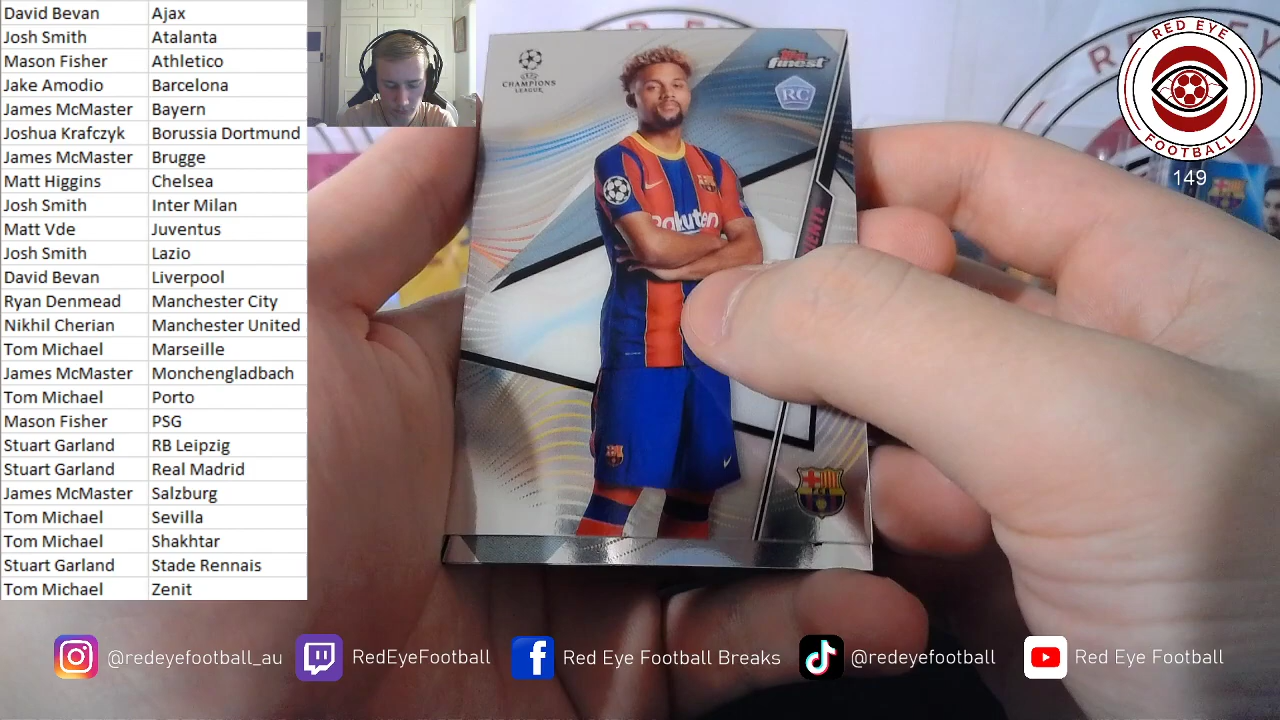 David Bevan Ajax
Josh Smith Atalanta
Mason Fisher Athletico
Jake Amodio Barcelona
James McMaster Bayern
Joshua Krafczyk Borussia Dortmund
James McMaster Brugge
Matt Higgins Chelsea
Josh Smith Inter Milan
Matt Vde Juventus
Josh Smith Lazio
David Bevan Liverpool
Ryan Denmead Manchester City
Nikhil Cherian Manchester United
Tom Michael Marseille
James McMaster Monchengladbach
Tom Michael Porto
Mason Fisher PSG
Stuart Garland RB Leipzig
Stuart Garland Real Madrid
James McMaster Salzburg
Tom Michael Sevilla
Tom Michael Shakhtar
Stuart Garland Stade Rennais
Tom Michael Zenit
UEFA
CHAMPIONS
LEAGUE
Topps
finest
RC
Rakuten
RED EYE
FOOTBALL
149
@redeyefootball_au
RedEyeFootball
Red Eye Football Breaks
@redeyefootball
Red Eye Football